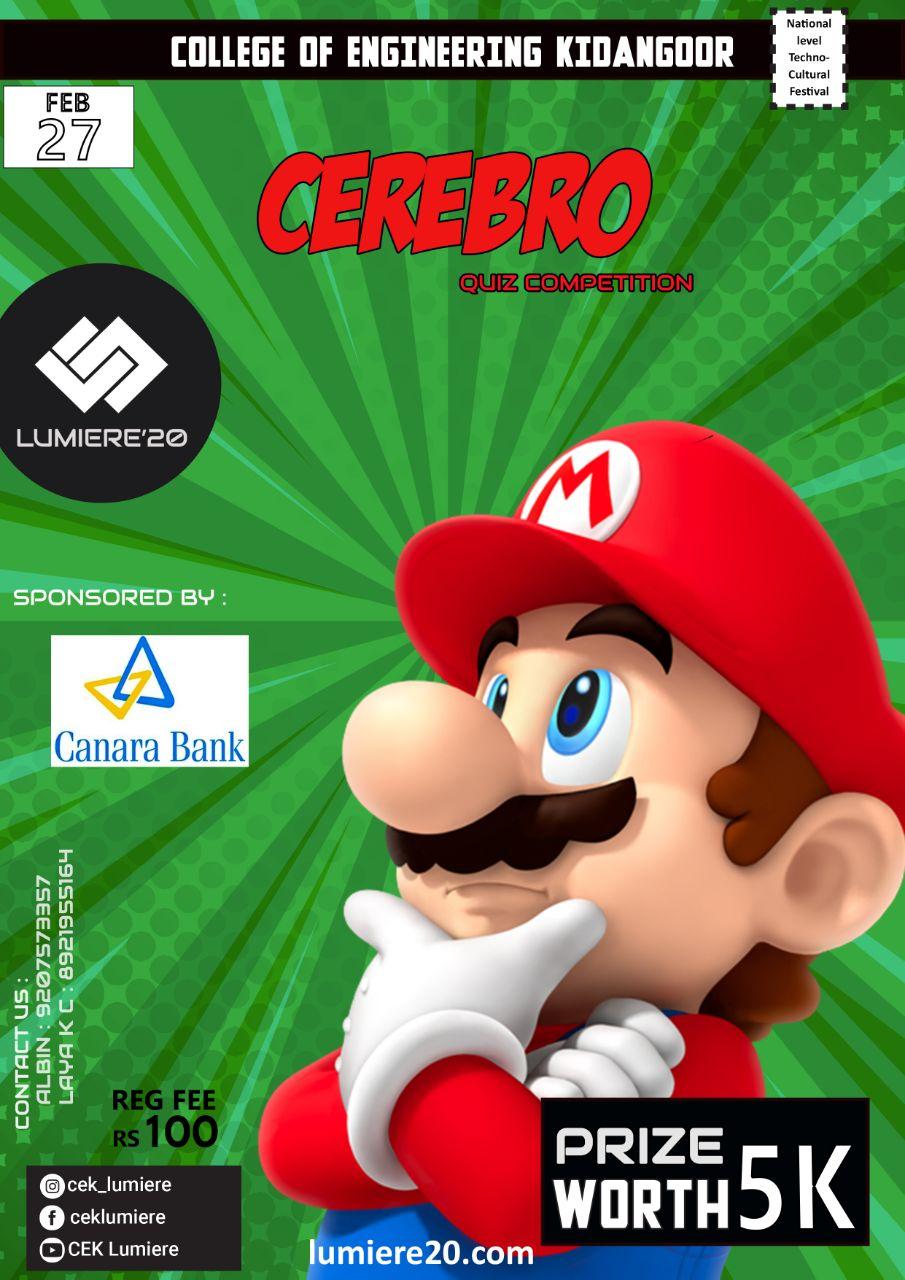 COLLEGE OF ENGINEERING KIDANGOOR
National
level
Techno-
Cultural
Festival
FEB
27
CEREBRO
QUIZ COMPETITION
LUMIERE'20
M
SPONSORED BY :
Canara Bank
CONTACT US :
ALBIN : 9207573357
LAYA K C : 8921955164
REG FEE
RS 100
cek_lumiere
ceklumiere
CEK Lumiere
lumiere20.com
PRIZE
WORTH 5K